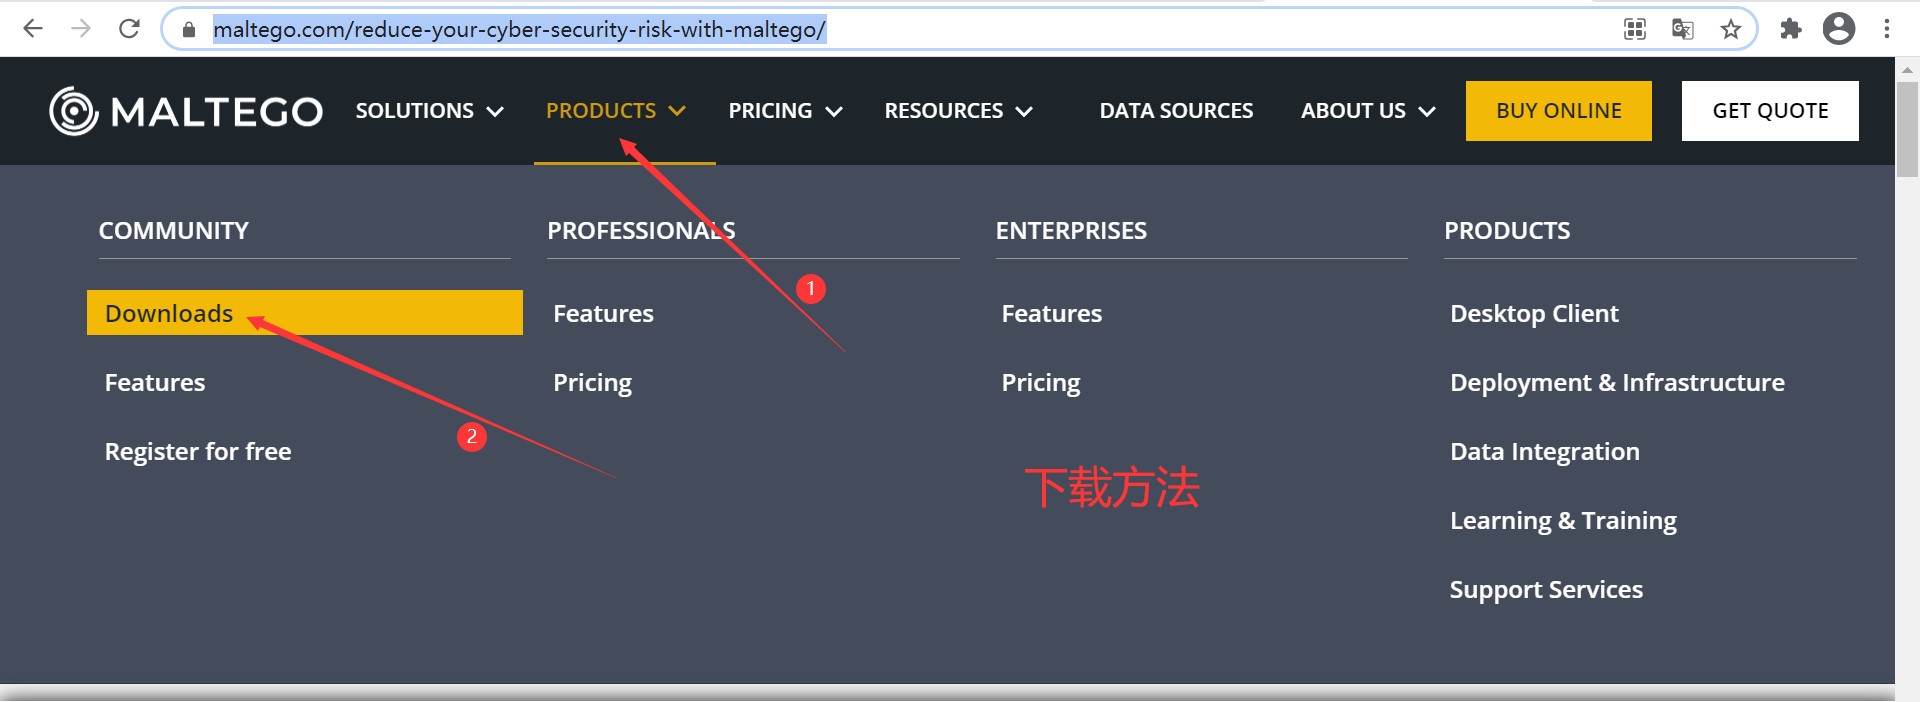 maltego.com/reduce-your-cyber-security-risk-with-maltego/
MALTEGO SOLUTIONS PRODUCTS PRICING RESOURCES DATA SOURCES ABOUT US BUY ONLINE GET QUOTE
COMMUNITY PROFESSIONALS ENTERPRISES PRODUCTS
1
Downloads Features Features Desktop Client
Features Pricing Pricing Deployment & Infrastructure
2
Register for free Data Integration
下载方法
Learning & Training
Support Services